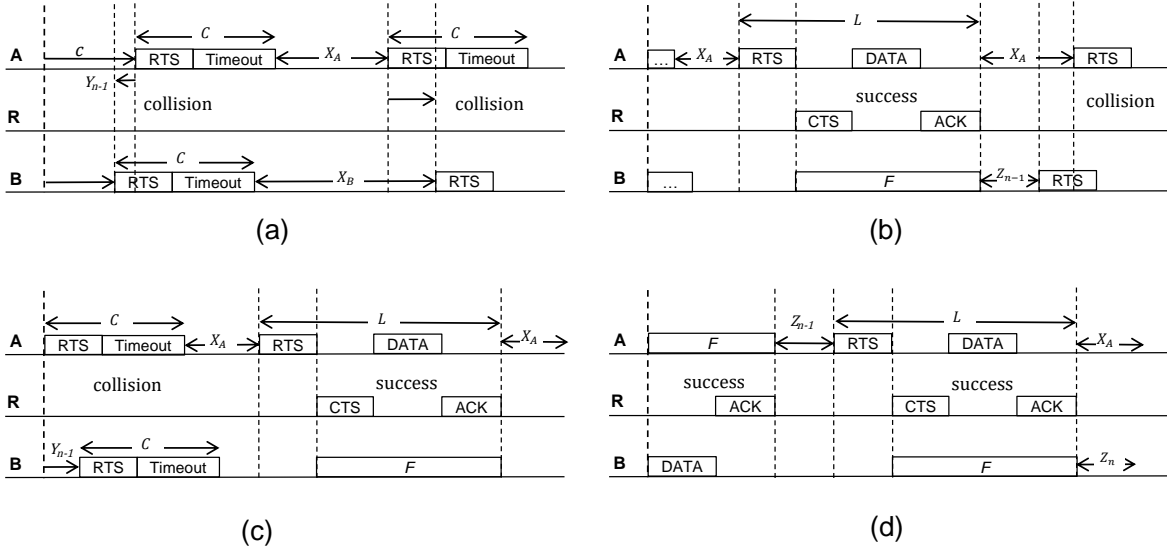 C C
A c RTS Timeout X_A RTS Timeout
Y_{n-1} collision collision
R
C
B RTS Timeout X_B RTS
(a)
L
A ... X_A RTS DATA X_A RTS
success collision
R CTS ACK
B ... F Z_{n-1} RTS
(b)
C L
A RTS Timeout X_A RTS DATA X_A
collision success
R CTS ACK
Y_{n-1} C
B RTS Timeout F
(c)
L
A F Z_{n-1} RTS DATA X_A
success success
R ACK CTS ACK
B DATA F Z_n
(d)